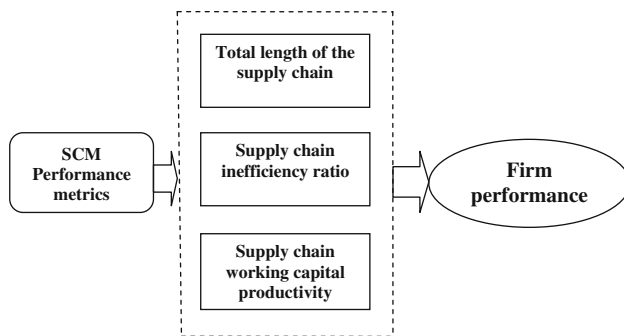 Total length of the
supply chain
SCM
Performance
metrics
Supply chain
inefficiency ratio
Firm
performance
Supply chain
working capital
productivity